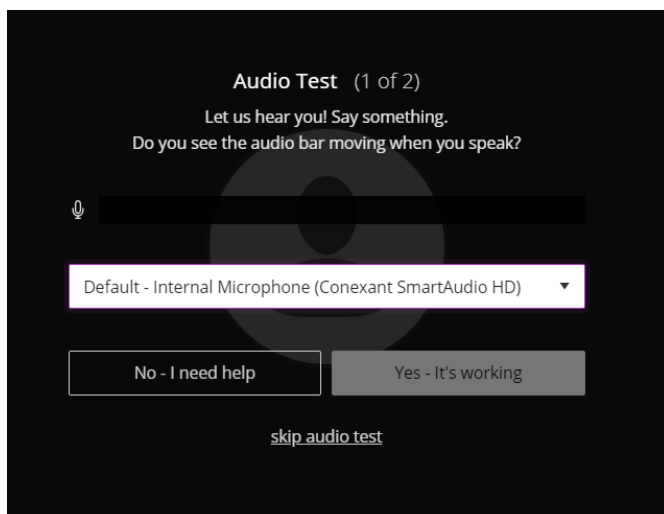 Audio Test (1 of 2)
Let us hear you! Say something.
Do you see the audio bar moving when you speak?
Default - Internal Microphone (Conexant SmartAudio HD)
No - I need help
Yes - It's working
skip audio test